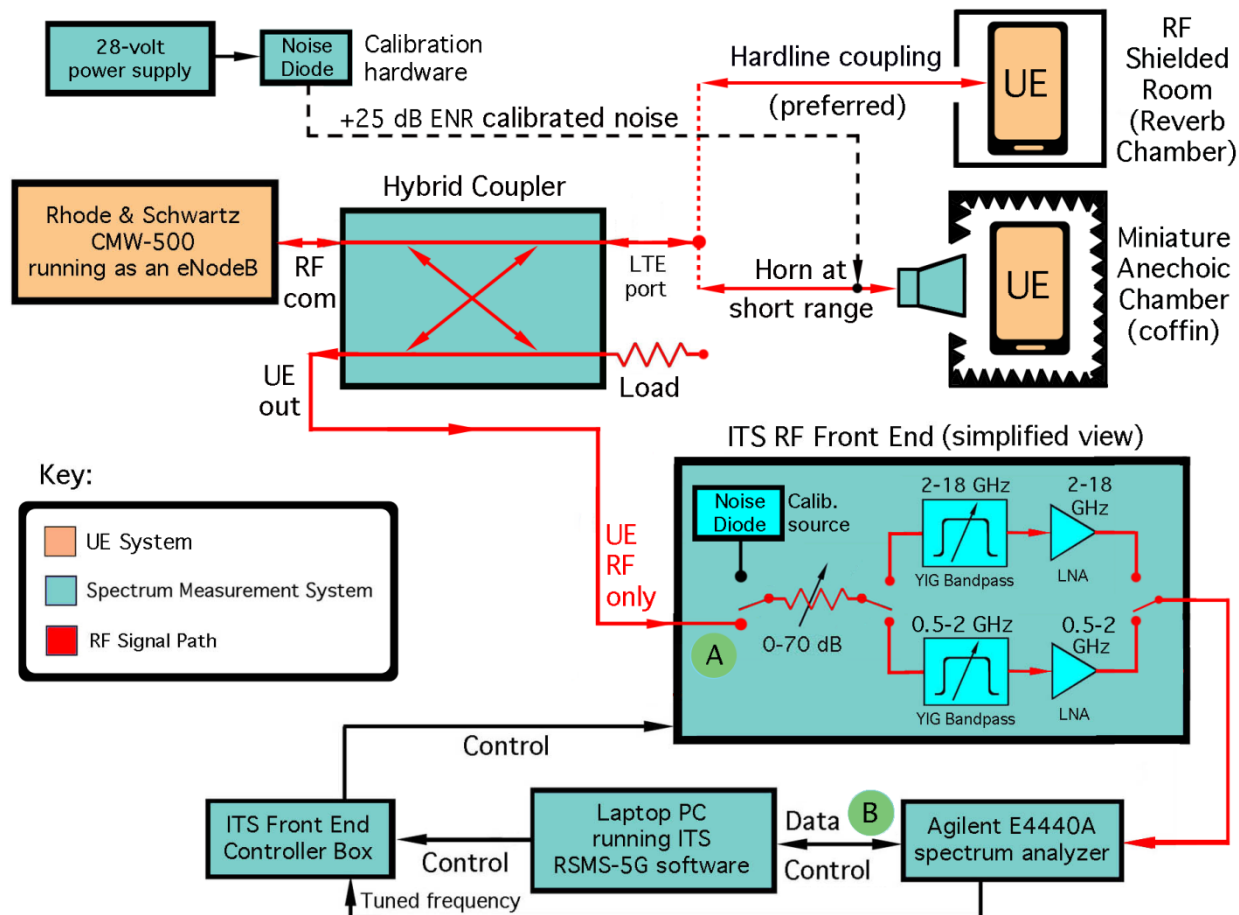 28-volt
power supply
Noise
Diode
Calibration
hardware
+25 dB ENR calibrated noise
Hardline coupling
(preferred)
UE
RF
Shielded
Room
(Reverb
Chamber)
Rhode & Schwartz
CMW-500
running as an eNodeB
RF
com
Hybrid Coupler
LTE
port
Horn at
short range
UE
Miniature
Anechoic
Chamber
(coffin)
UE
out
Load
Key:
UE System
Spectrum Measurement System
RF Signal Path
UE
RF
only
ITS RF Front End (simplified view)
Noise
Diode
Calib.
source
A
0-70 dB
2-18 GHz
YIG Bandpass
2-18
GHz
LNA
0.5-2 GHz
YIG Bandpass
0.5-2
GHz
LNA
Control
ITS Front End
Controller Box
Control
Laptop PC
running ITS
RSMS-5G software
Data
B
Control
Agilent E4440A
spectrum analyzer
Tuned frequency